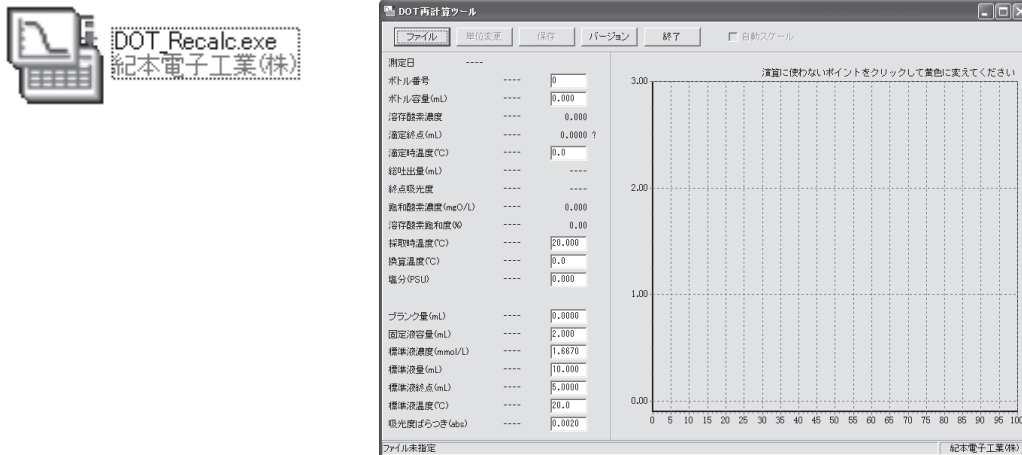 DOT_Recalc.exe
紀本電子工業(株)
DOT再計算ツール
ファイル 単位変更 保存 バージョン 終了 自動スケール
測定日 ----
ボトル番号 ---- 0
ボトル容量(mL) ---- 0.000
溶存酸素濃度 0.000
滴定終点(mL) ---- 0.0000 ?
滴定時温度(℃) ---- 0.0
総吐出量(mL) ---- ----
終点吸光度 ---- ----
飽和酸素濃度(mgO/L) ---- 0.000
溶存酸素飽和度(%) ---- 0.00
採取時温度(℃) ---- 20.000
換算温度(℃) ---- 0.0
塩分(PSU) ---- 0.000
ブランク量(mL) ---- 0.0000
固定液容量(mL) ---- 2.000
標準液濃度(mmol/L) ---- 1.6670
標準液量(mL) ---- 10.000
標準液終点(mL) ---- 5.0000
標準液温度(℃) ---- 20.0
吸光度ばらつき(abs) ---- 0.0020
演算に使わないポイントをクリックして黄色に変えてください
3.00
2.00
1.00
0.00
0 5 10 15 20 25 30 35 40 45 50 55 60 65 70 75 80 85 90 95 100
ファイル未指定 紀本電子工業(株)